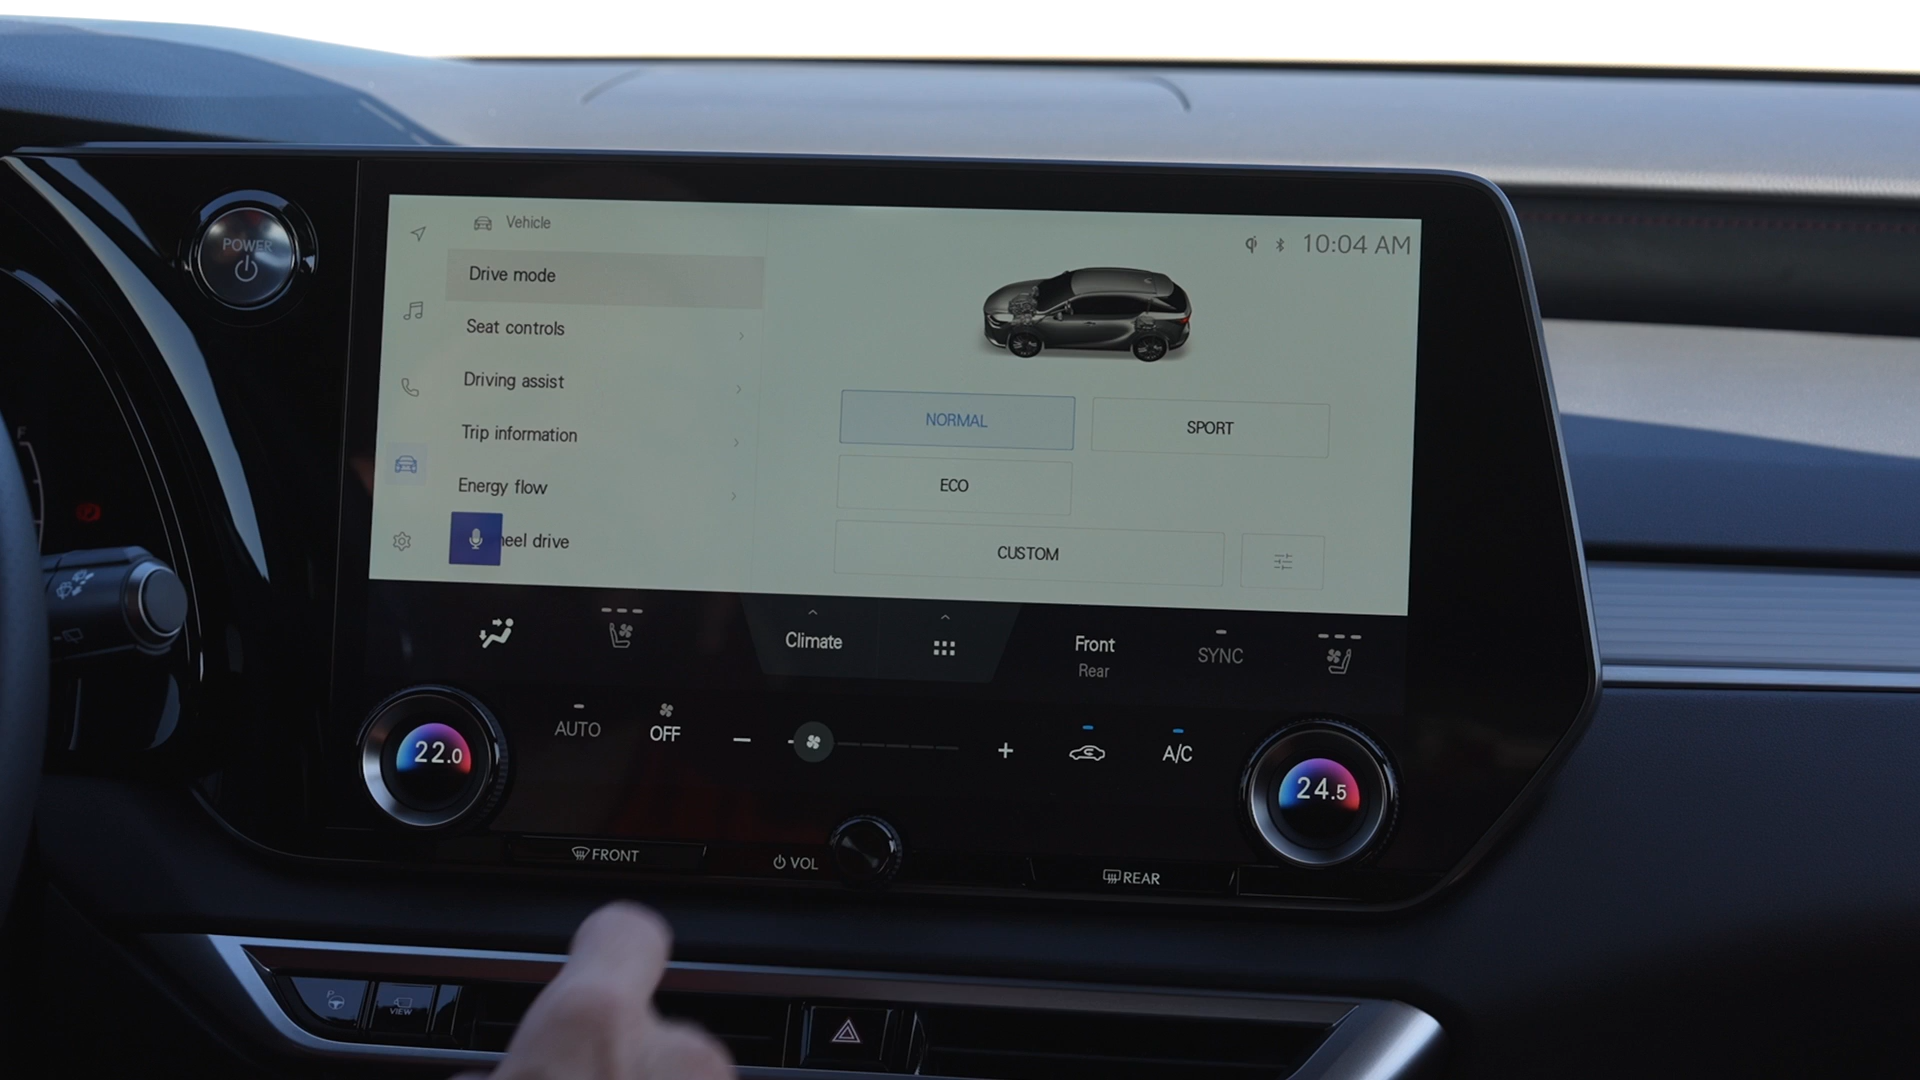 POWER
Vehicle
10:04 AM
Drive mode
Seat controls
Driving assist
Trip information
Energy flow
eel drive
NORMAL
SPORT
ECO
CUSTOM
Climate
Front
Rear
SYNC
AUTO
OFF
A/C
22.0
24.5
FRONT
VOL
REAR
F
P
VIEW